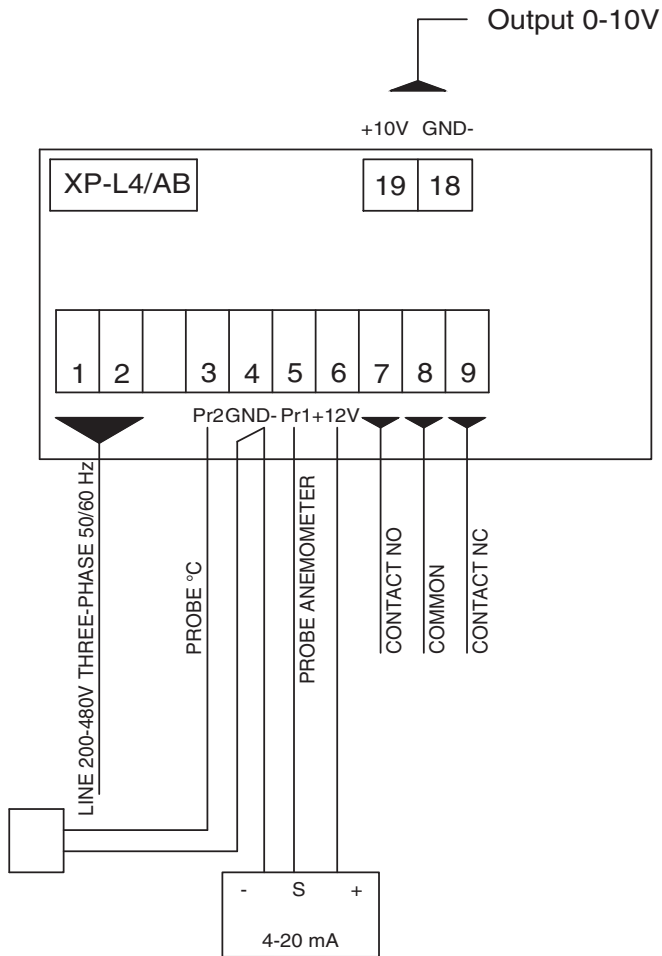 Output 0-10V
+10V GND-
XP-L4/AB
19 18
1 2 3 4 5 6 7 8 9
Pr2GND-Pr1+12V
LINE 200-480V THREE-PHASE 50/60 Hz
PROBE °C
PROBE ANEMOMETER
CONTACT NO
COMMON
CONTACT NC
- S +
4-20 mA